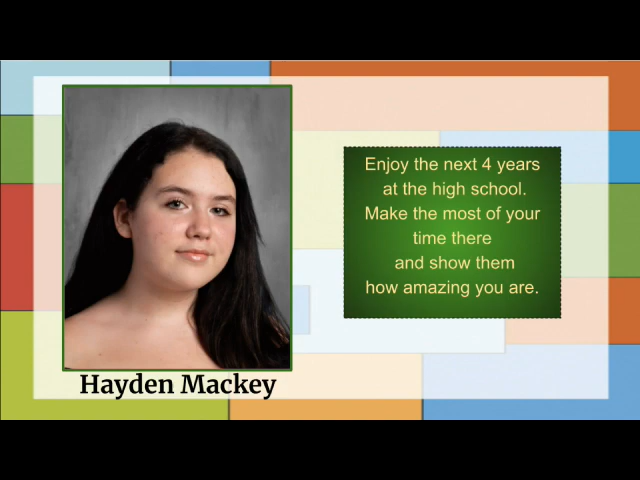 Enjoy the next 4 years
at the high school.
Make the most of your
time there
and show them
how amazing you are.
Hayden Mackey